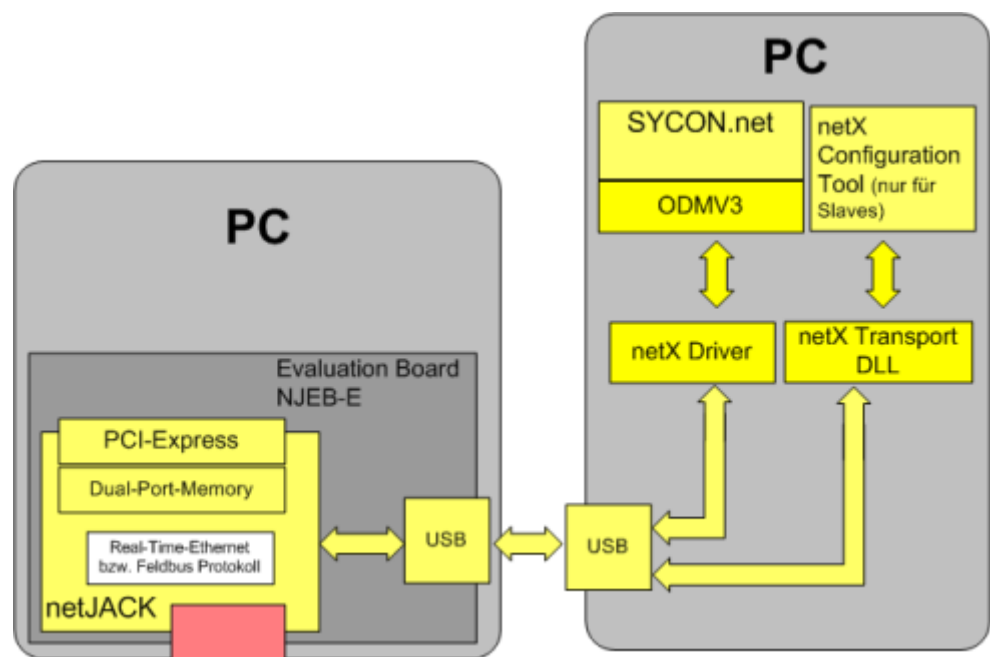 PC
Evaluation Board
NJEB-E
PCI-Express
Dual-Port-Memory
Real-Time-Ethernet
bzw. Feldbus Protokoll
netJACK
USB
PC
SYCON.net
ODMV3
netX
Configuration
Tool (nur für
Slaves)
netX Driver
netX Transport
DLL
USB